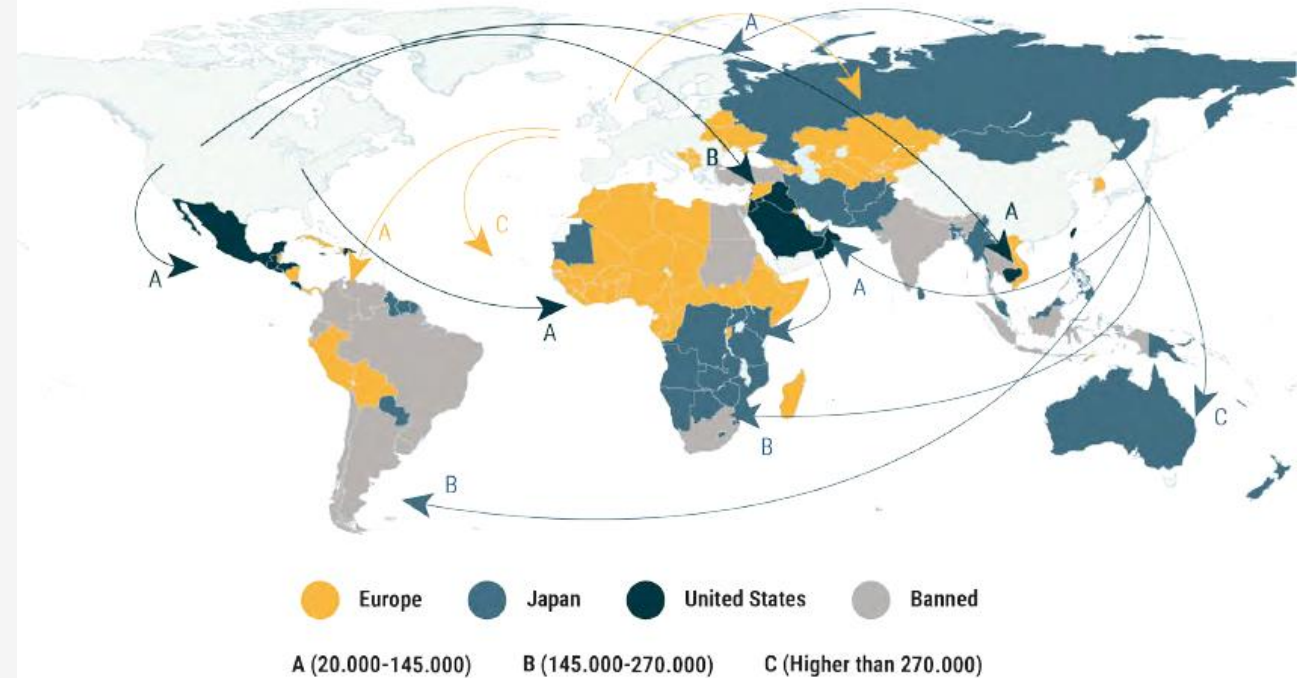 A
B
A
C
A
A
A
A
C
B
B
Europe
Japan
United States
Banned
A (20.000-145.000)
B (145.000-270.000)
C (Higher than 270.000)